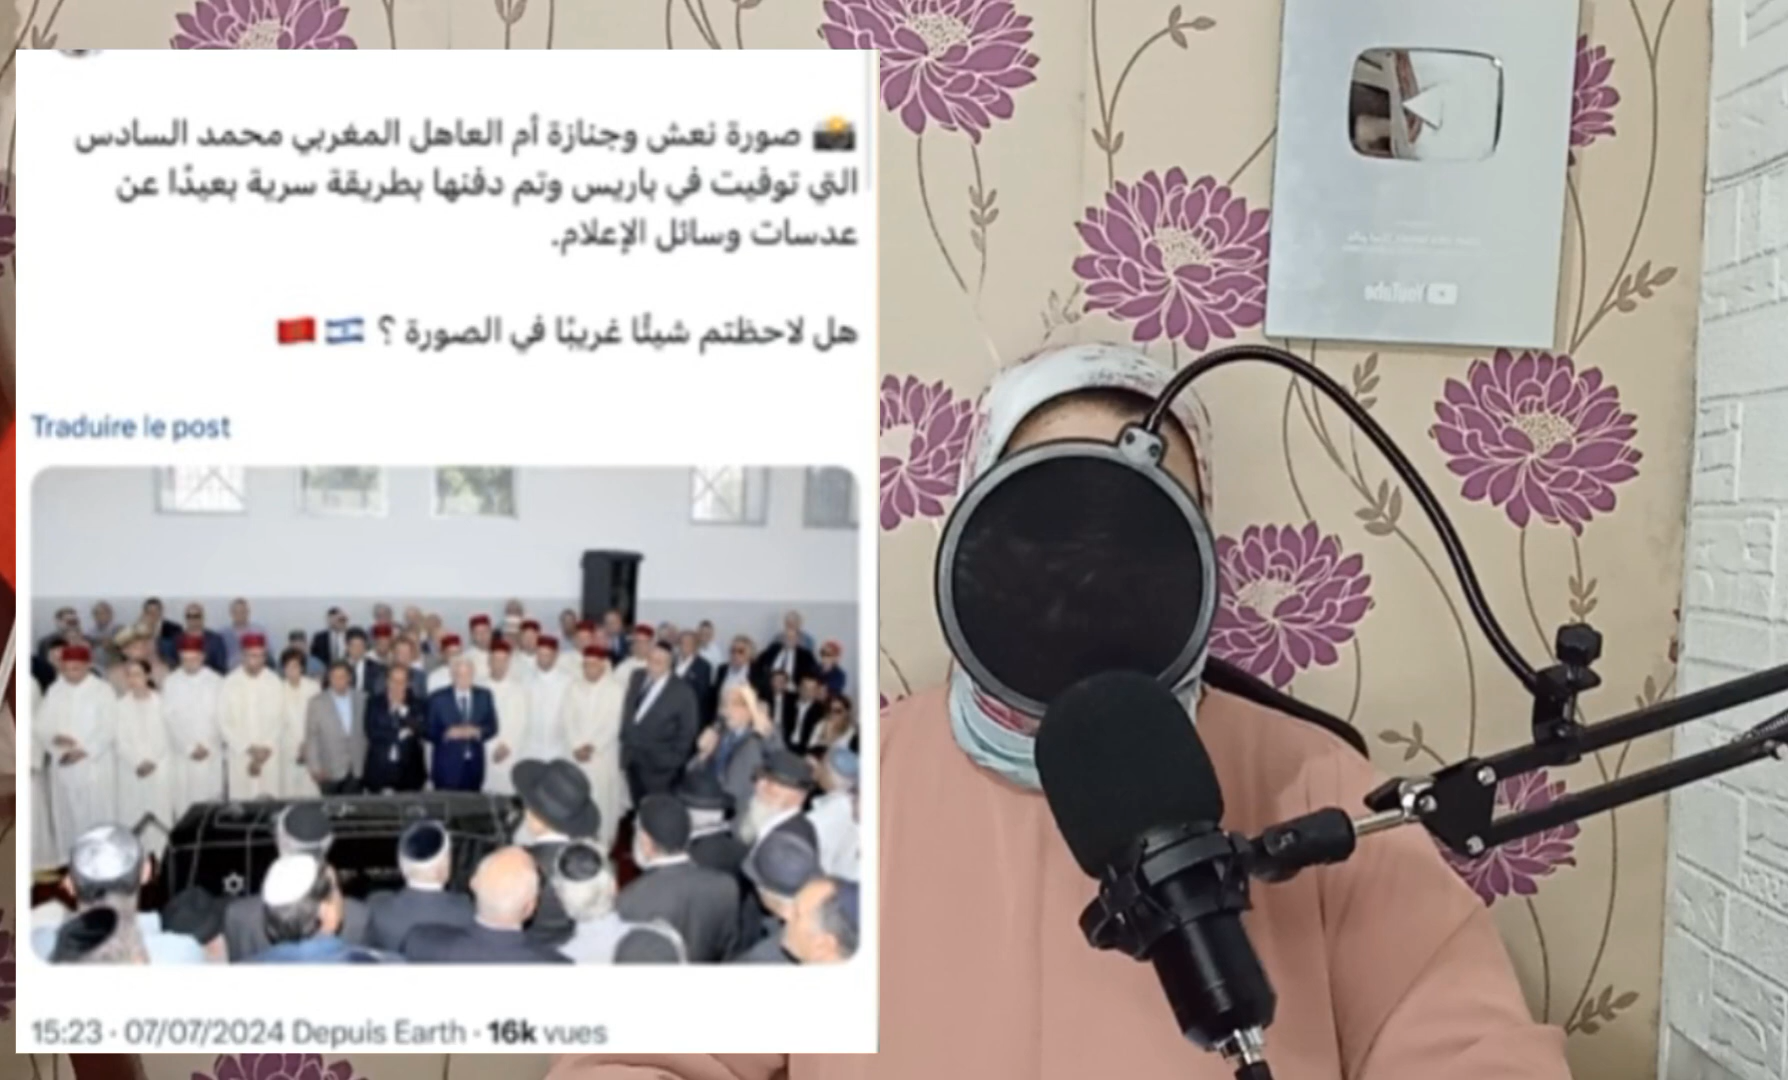 📸 صورة نعش وجنازة أم العاهل المغربي محمد السادس
التي توفيت في باريس وتم دفنها بطريقة سرية بعيدًا عن
عدسات وسائل الإعلام.
هل لاحظتم شيئًا غريبًا في الصورة ؟ 🇮🇱 🇲🇦
Traduire le post
15:23 · 07/07/2024 Depuis Earth · 16k vues
YouTube